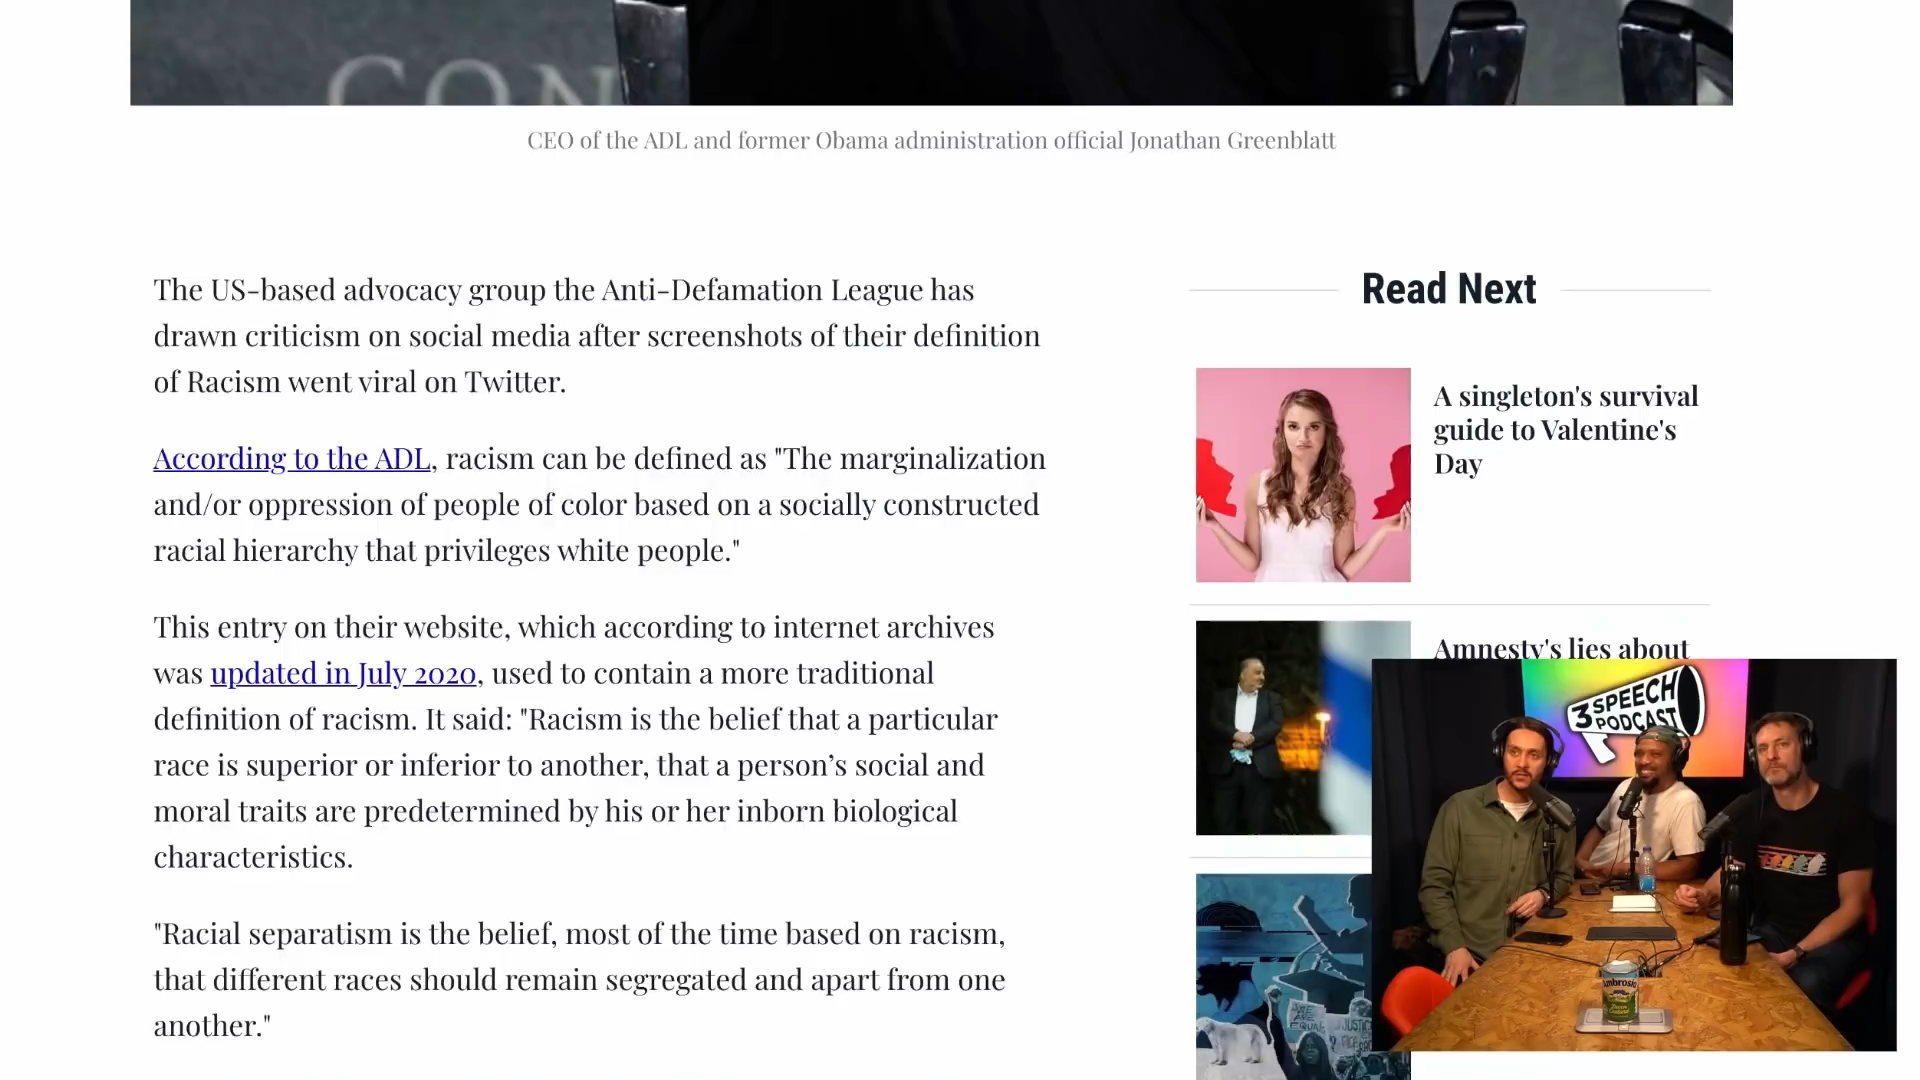 CON
CEO of the ADL and former Obama administration official Jonathan Greenblatt
The US-based advocacy group the Anti-Defamation League has
drawn criticism on social media after screenshots of their definition
of Racism went viral on Twitter.
According to the ADL, racism can be defined as "The marginalization
and/or oppression of people of color based on a socially constructed
racial hierarchy that privileges white people."
This entry on their website, which according to internet archives
was updated in July 2020, used to contain a more traditional
definition of racism. It said: "Racism is the belief that a particular
race is superior or inferior to another, that a person’s social and
moral traits are predetermined by his or her inborn biological
characteristics.
"Racial separatism is the belief, most of the time based on racism,
that different races should remain segregated and apart from one
another."
Read Next
A singleton's survival
guide to Valentine's
Day
Amnesty's lies about
3 SPEECH
PODCAST
Ambrosia
WE
ARE
EQUAL
JUSTIC